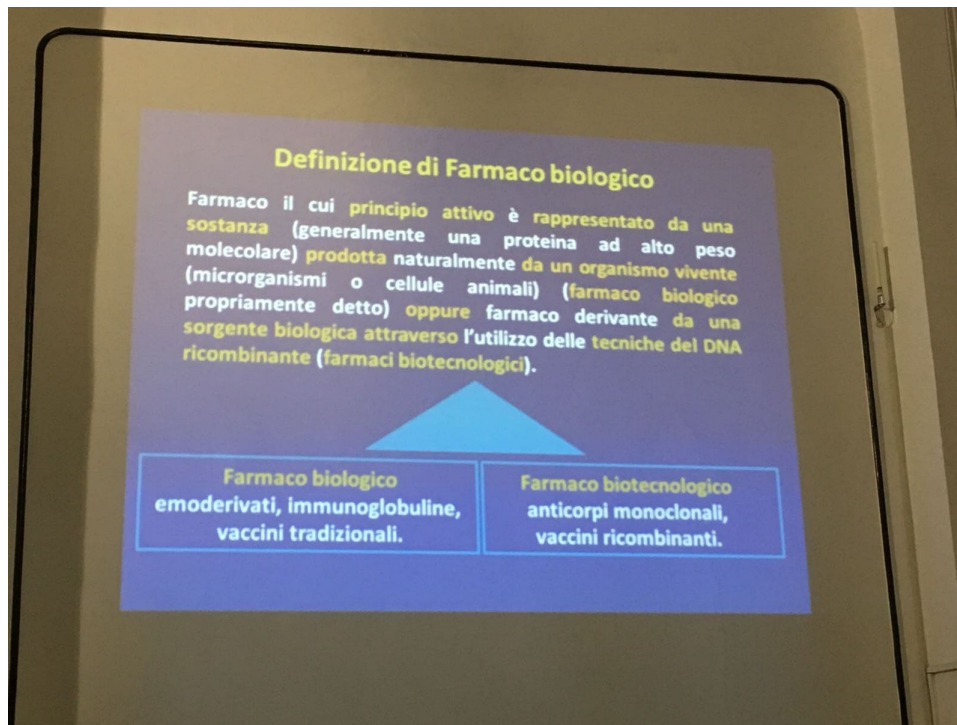 Definizione di Farmaco biologico
Farmaco il cui principio attivo è rappresentato da una
sostanza (generalmente una proteina ad alto peso
molecolare) prodotta naturalmente da un organismo vivente
(microrganismi o cellule animali) (farmaco biologico
propriamente detto) oppure farmaco derivante da una
sorgente biologica attraverso l'utilizzo delle tecniche del DNA
ricombinante (farmaci biotecnologici).
Farmaco biologico
emoderivati, immunoglobuline,
vaccini tradizionali.
Farmaco biotecnologico
anticorpi monoclonali,
vaccini ricombinanti.